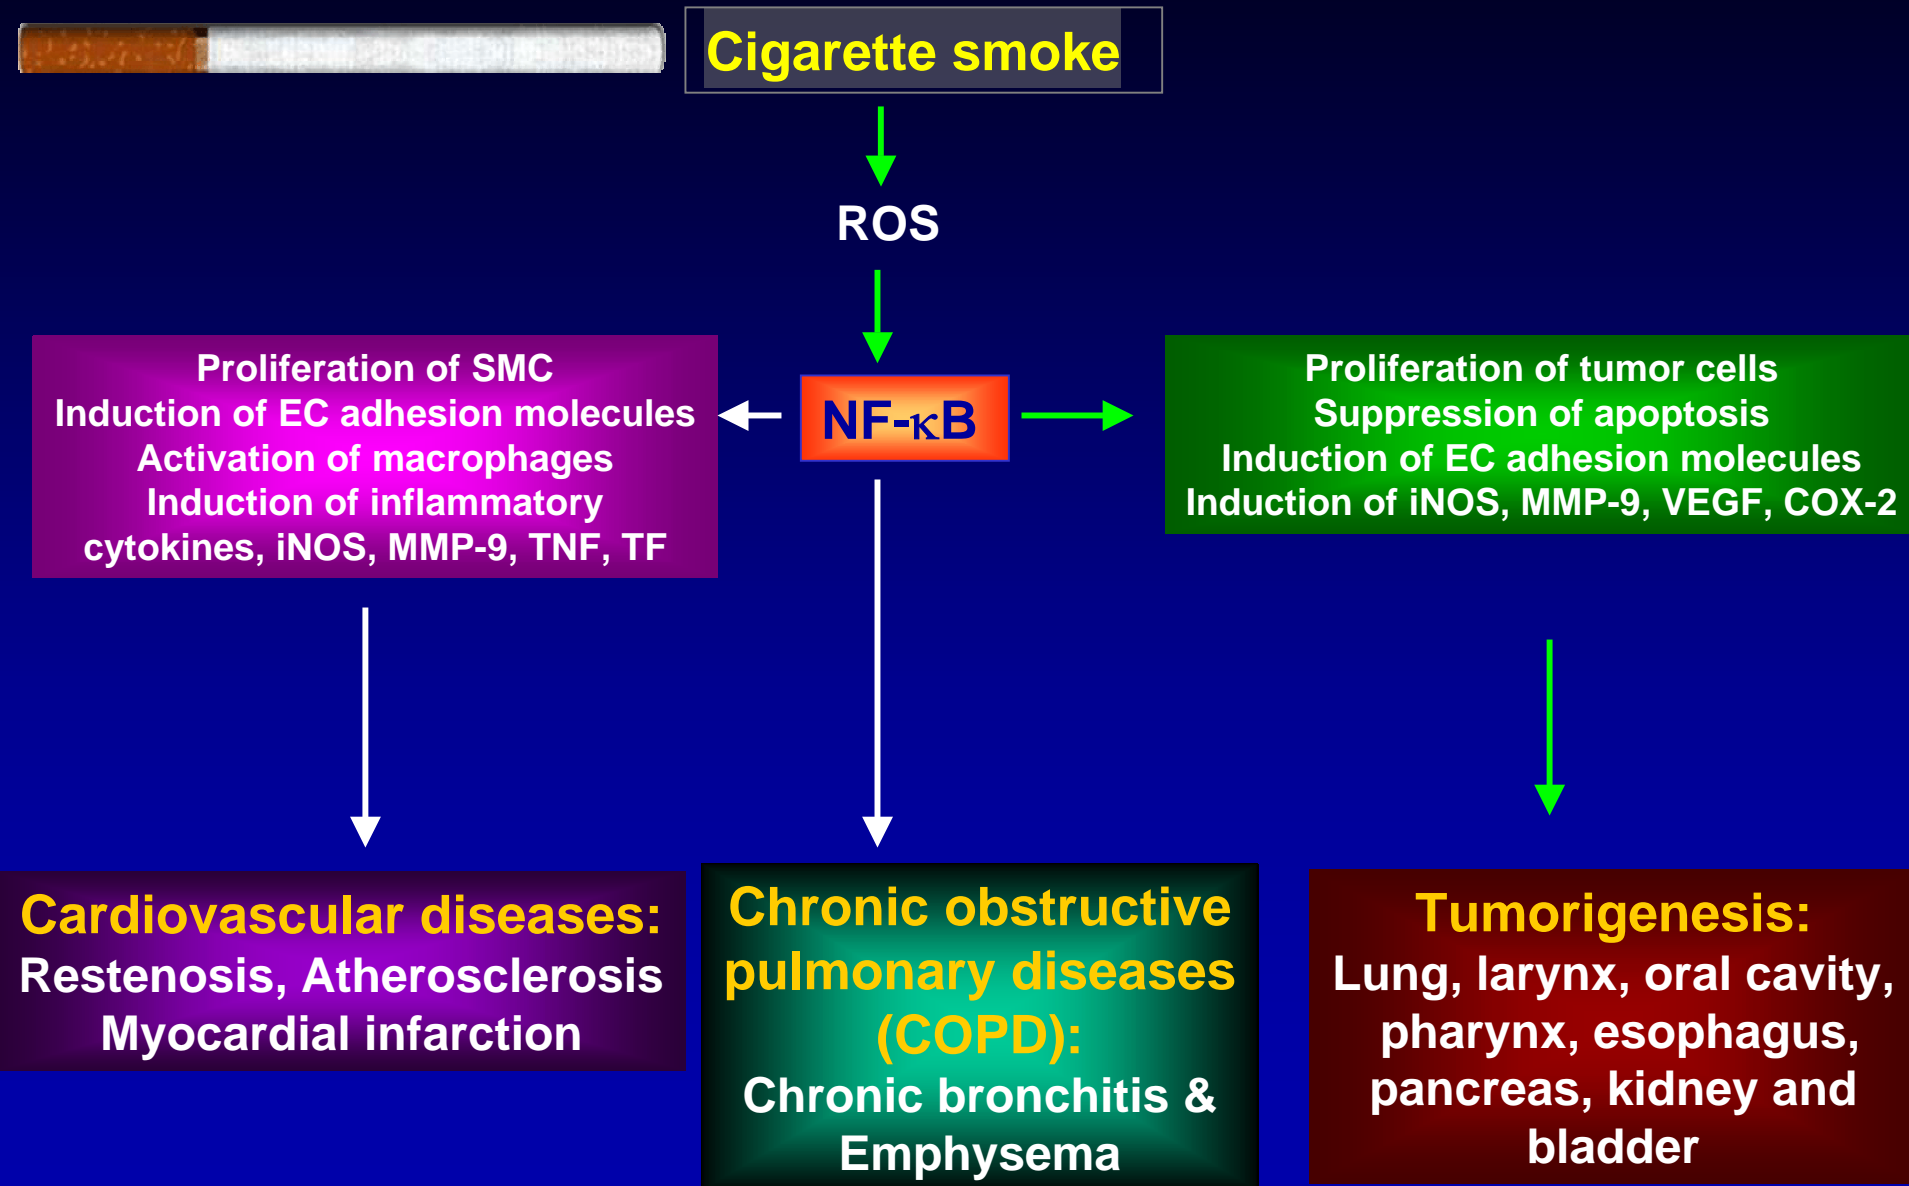 Cigarette smoke
ROS
Proliferation of SMC
Induction of EC adhesion molecules
Activation of macrophages
Induction of inflammatory
cytokines, iNOS, MMP-9, TNF, TF
NF-κB
Proliferation of tumor cells
Suppression of apoptosis
Induction of EC adhesion molecules
Induction of iNOS, MMP-9, VEGF, COX-2
Cardiovascular diseases:
Restenosis, Atherosclerosis
Myocardial infarction
Chronic obstructive
pulmonary diseases
(COPD):
Chronic bronchitis &
Emphysema
Tumorigenesis:
Lung, larynx, oral cavity,
pharynx, esophagus,
pancreas, kidney and
bladder